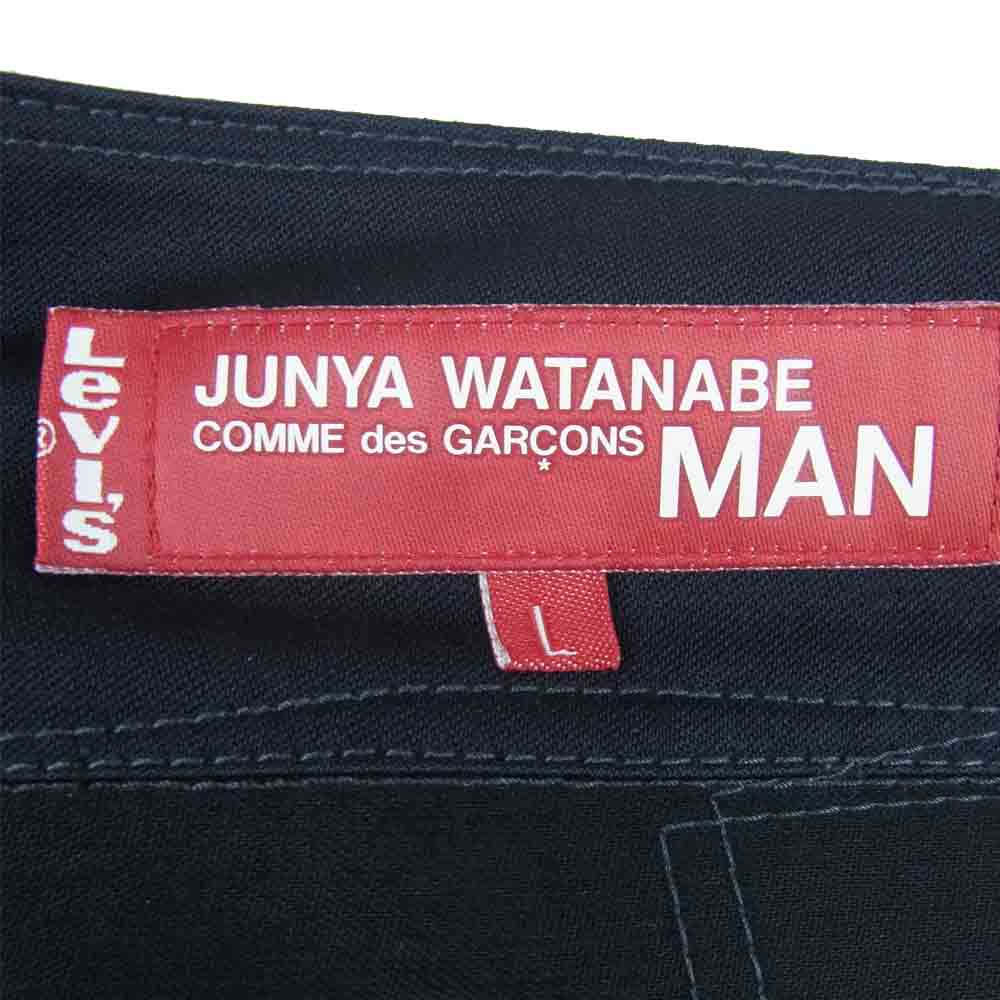 Levi's
®
JUNYA WATANABE
COMME des GARÇONS
*
MAN
L